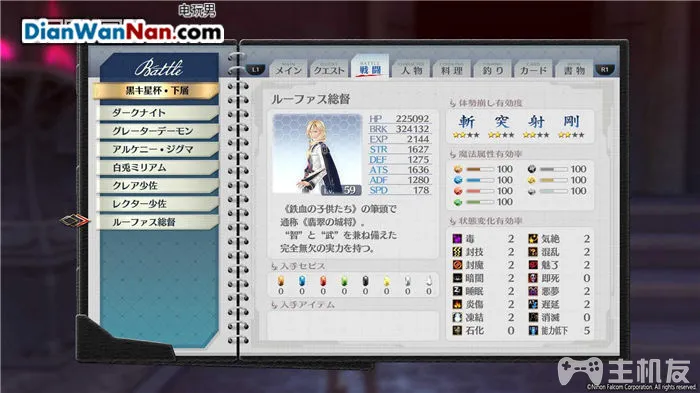 电玩男
DianWanNan.com
Battle
黒キ星杯・下層
ダークナイト
グレーターデーモン
アルケニー・ジグマ
白兎ミリアム
クレア少佐
レクター少佐
ルーファス総督
L1
メイン
クエスト
BATTLE
戦闘
人物
料理
釣り
カード
書物
R1
ルーファス総督
HP 225092
BRK 324132
EXP 2144
STR 1627
DEF 1275
ATS 1636
ADF 1280
SPD 178
59
《鉄血の子供たち》の筆頭で
通称《翡翠の城将》。
“智”と“武”を兼ね備えた
完全無欠の実力を持つ。
入手セピス
0 0 0 0 0 0 0 0
入手アイテム
体勢崩し有効度
斬 突 射 剛
魔法属性有効率
100 100
100 100
100 100
100
状態変化有効率
毒 2 気絶 2
封技 2 混乱 2
封魔 2 魅了 2
暗闇 2 即死 0
睡眠 2 悪夢 2
炎傷 2 遅延 2
凍結 2 消滅 0
石化 0 能力低下 5
主机友
©Nihon Falcom Corporation. All rights reserved.